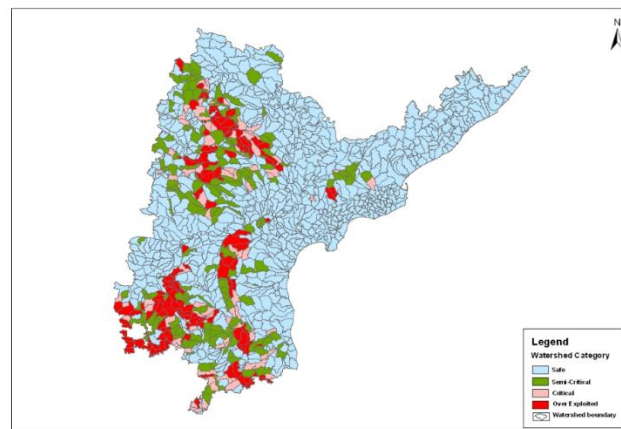 N
Legend
Watershed Category
Safe
Semi-Critical
Critical
Over Exploited
Watershed boundary